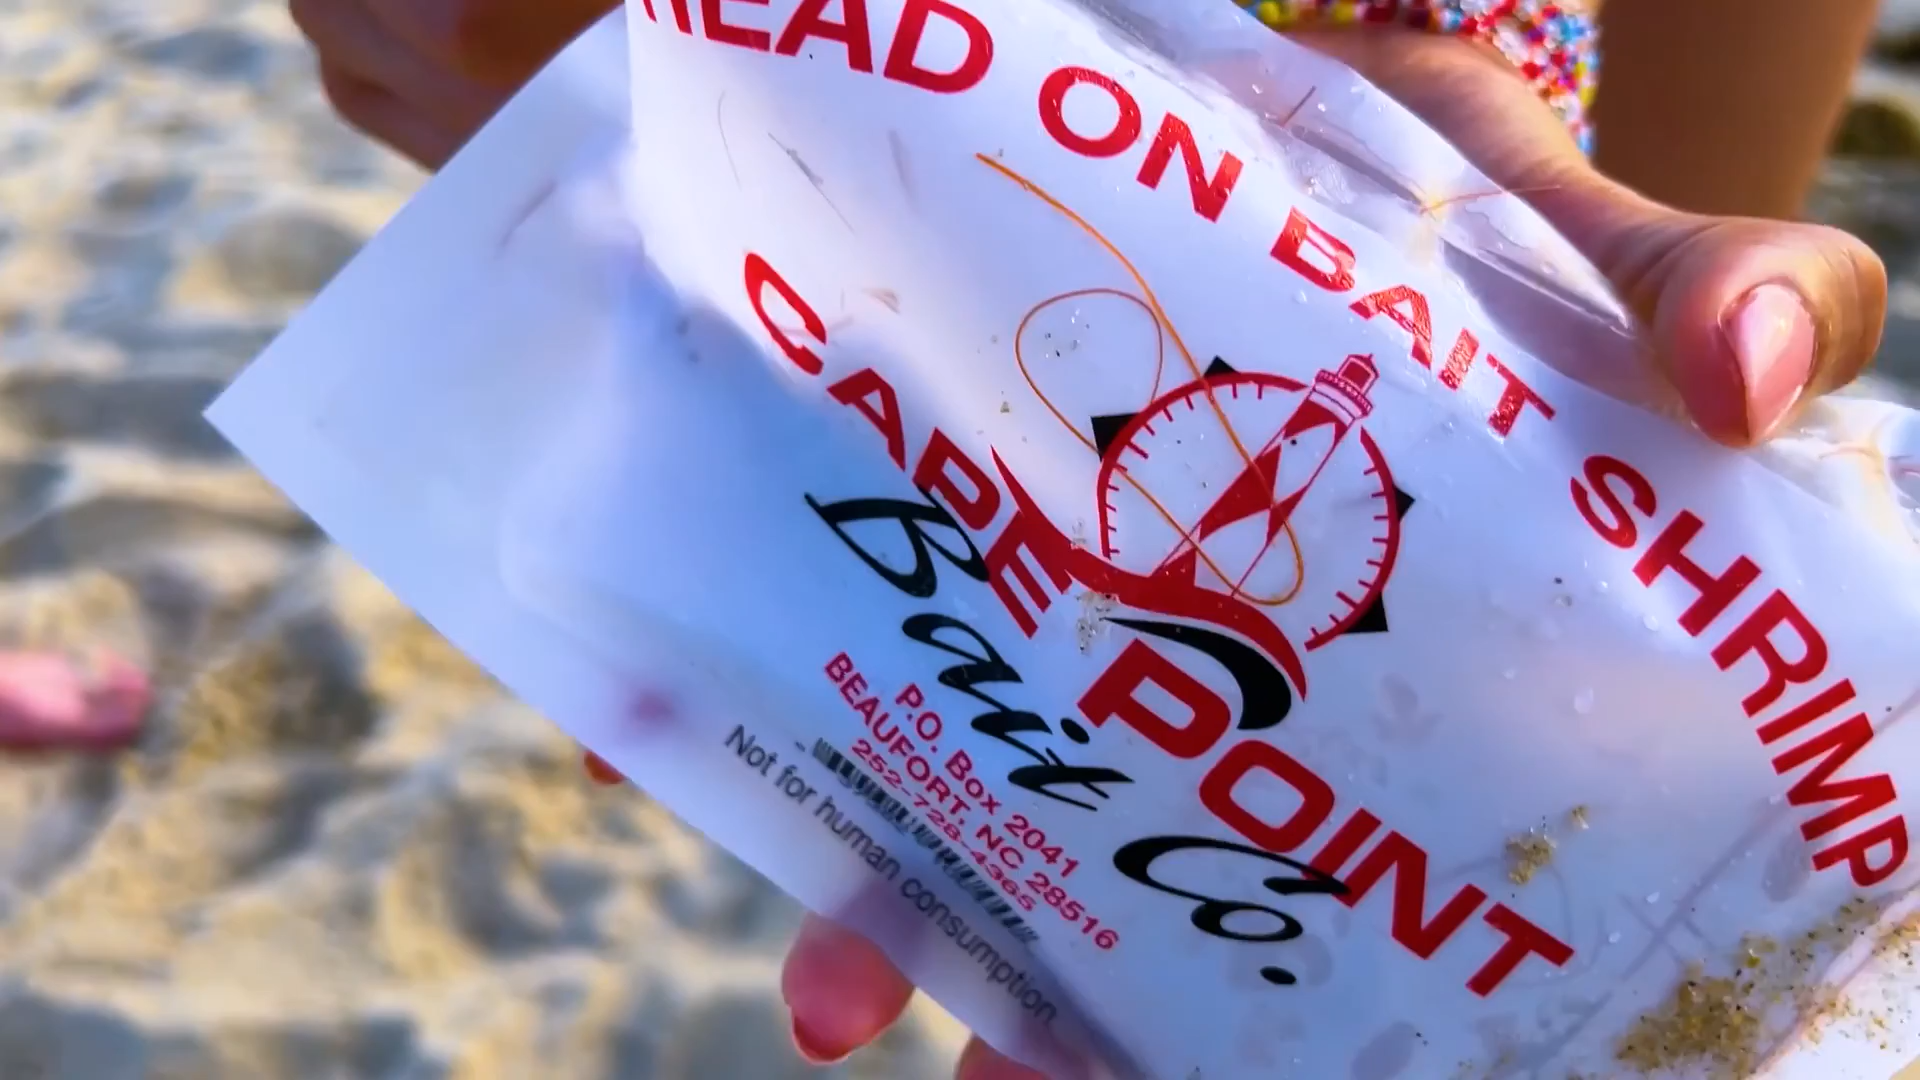 HEAD ON BAIT SHRIMP
CAPE POINT
Bait Co.
P.O. Box 2041
BEAUFORT, NC 28516
252-728-4365
Not for human consumption